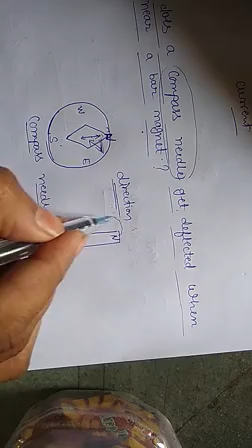 current
does a Compass needle get deflected when
near a bar magnet?
N
W
E
S
direction
N
Compass need